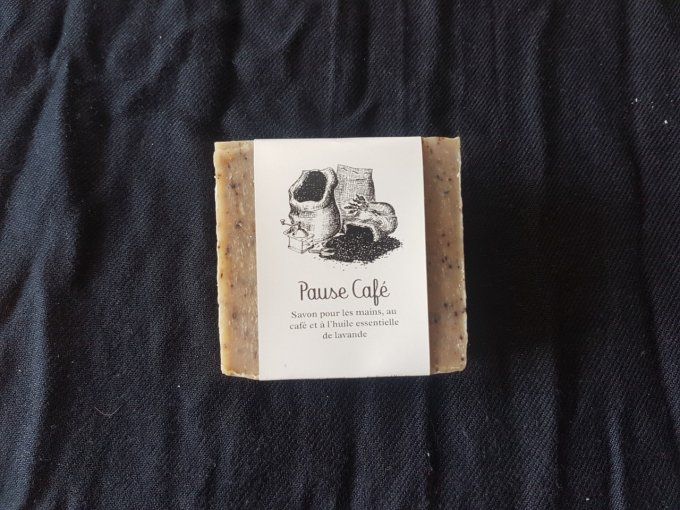 Pause Café
Savon pour les mains, au
café et à l'huile essentielle
de lavande